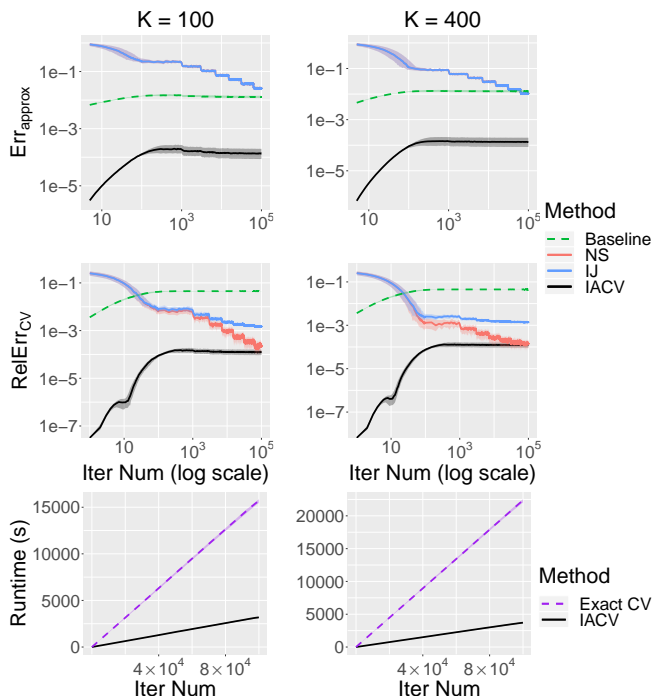 K = 100
K = 400
Err_approx
1e−1
1e−3
1e−5
10
10^3
10^5
1e−1
1e−3
1e−5
10
10^3
10^5
Method
Baseline
NS
IJ
IACV
RelErr_CV
1e−1
1e−3
1e−5
1e−7
10
10^3
10^5
Iter Num (log scale)
1e−1
1e−3
1e−5
1e−7
10
10^3
10^5
Iter Num (log scale)
Runtime (s)
15000
10000
5000
0
4 × 10^4
8 × 10^4
Iter Num
20000
15000
10000
5000
0
4 × 10^4
8 × 10^4
Iter Num
Method
Exact CV
IACV